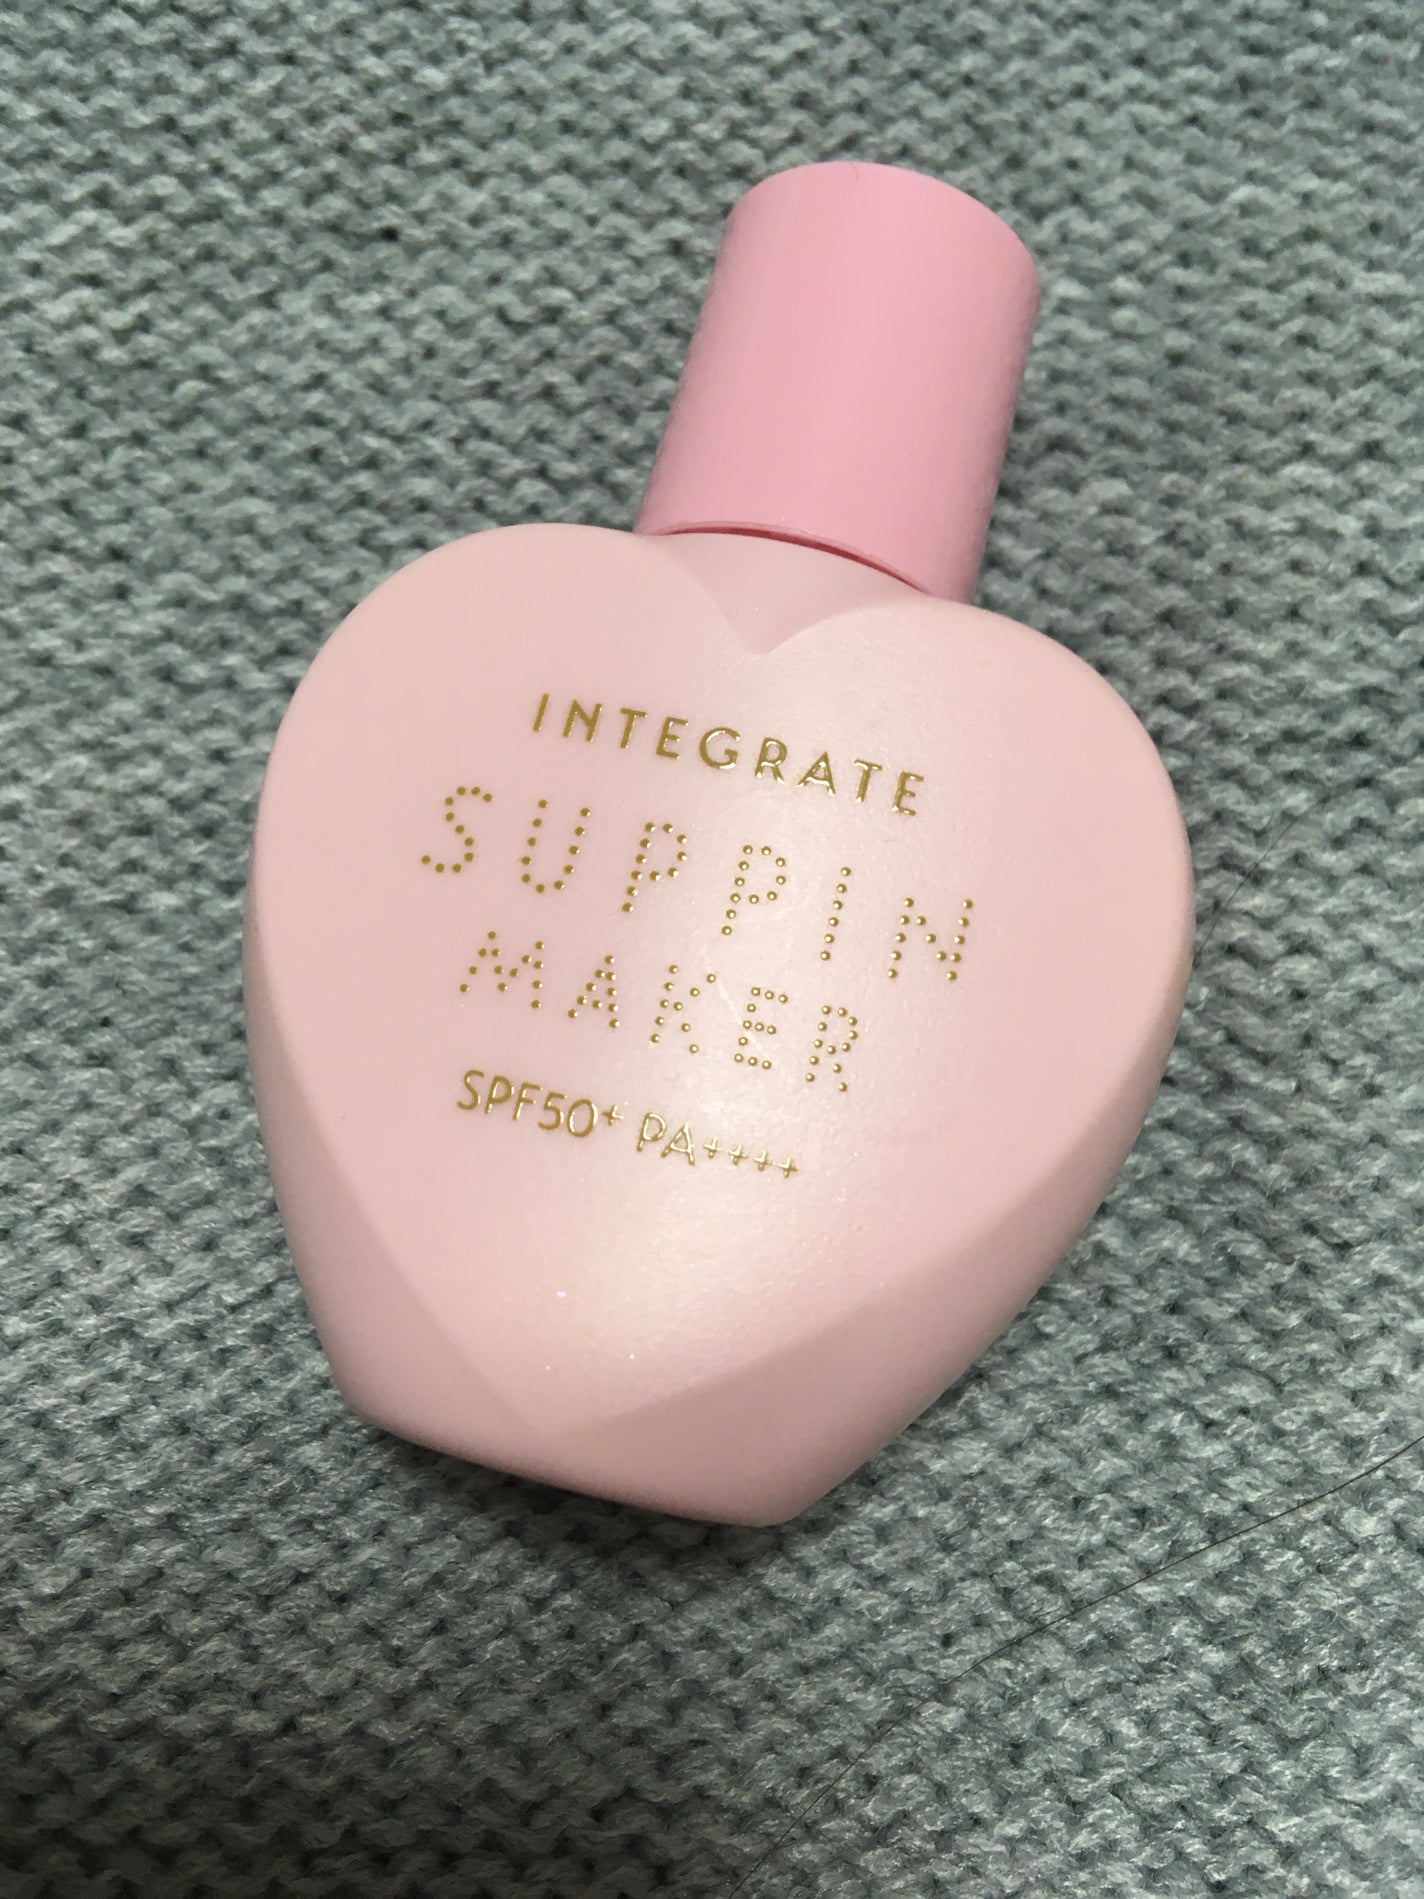 INTEGRATE
SUPPIN
MAKER
SPF50+ PA++++